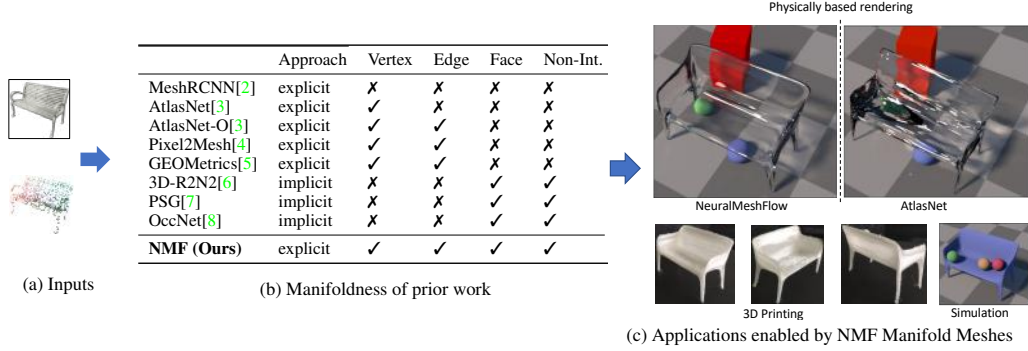 Physically based rendering
Approach Vertex Edge Face Non-Int.
MeshRCNN[2] explicit ✗ ✗ ✗ ✗
AtlasNet[3] explicit ✓ ✗ ✗ ✗
AtlasNet-O[3] explicit ✓ ✓ ✗ ✗
Pixel2Mesh[4] explicit ✓ ✓ ✗ ✗
GEOMetrics[5] explicit ✓ ✓ ✗ ✗
3D-R2N2[6] implicit ✗ ✗ ✓ ✓
PSG[7] implicit ✗ ✗ ✓ ✓
OccNet[8] implicit ✗ ✗ ✓ ✓
NMF (Ours) explicit ✓ ✓ ✓ ✓
(a) Inputs
(b) Manifoldness of prior work
NeuralMeshFlow AtlasNet
3D Printing Simulation
(c) Applications enabled by NMF Manifold Meshes